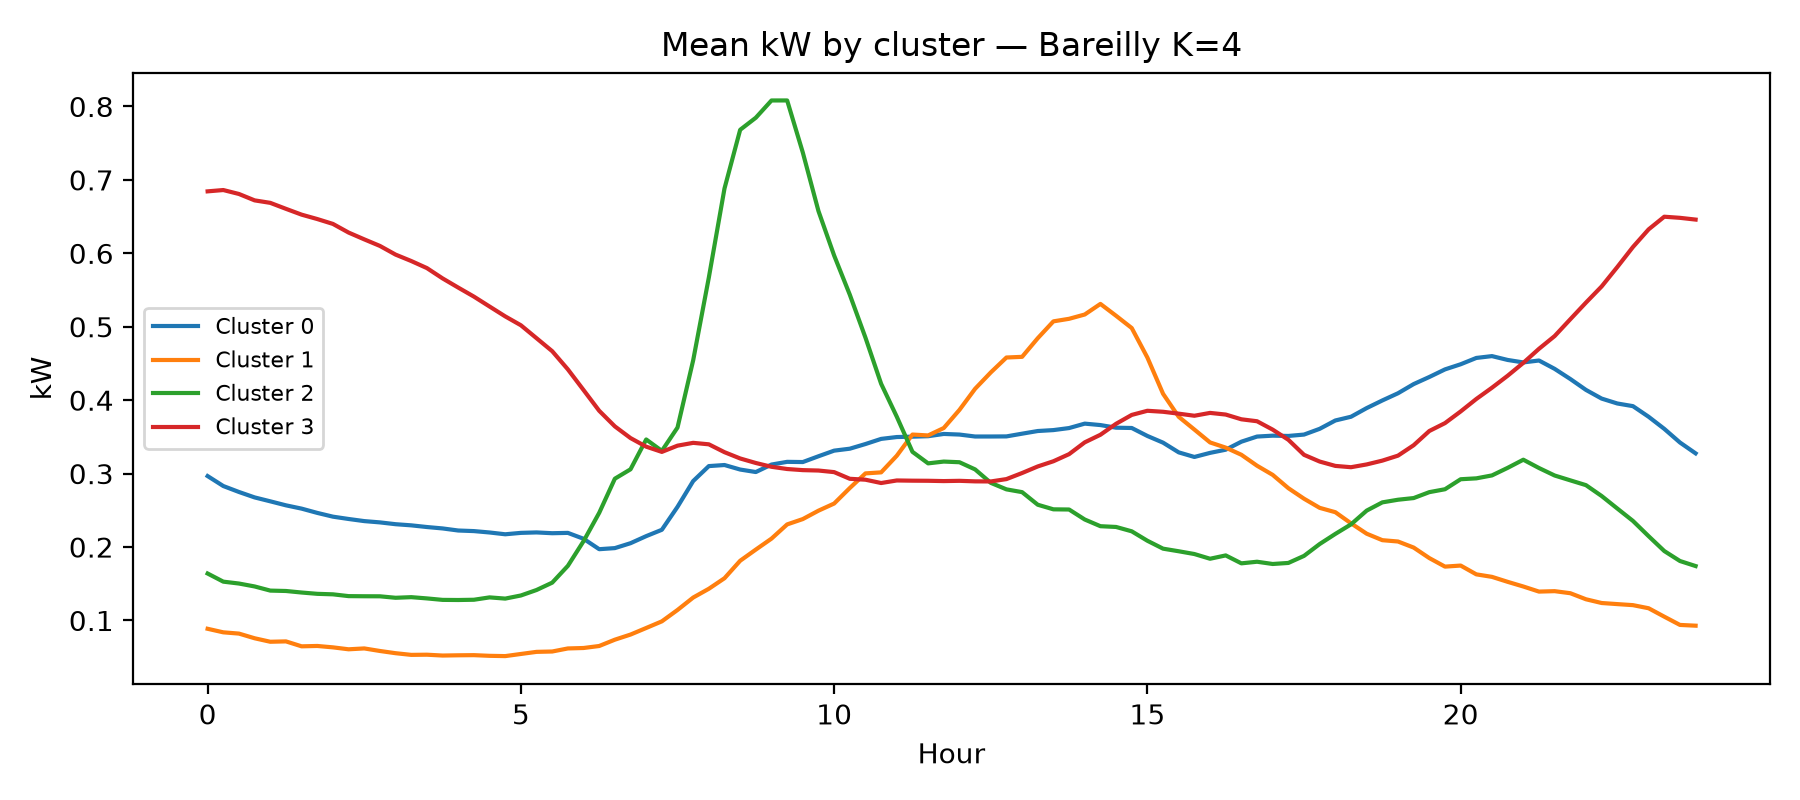 Mean kW by cluster — Bareilly K=4
kW
0.8
0.7
0.6
0.5
0.4
0.3
0.2
0.1
Cluster 0
Cluster 1
Cluster 2
Cluster 3
0 5 10 15 20
Hour